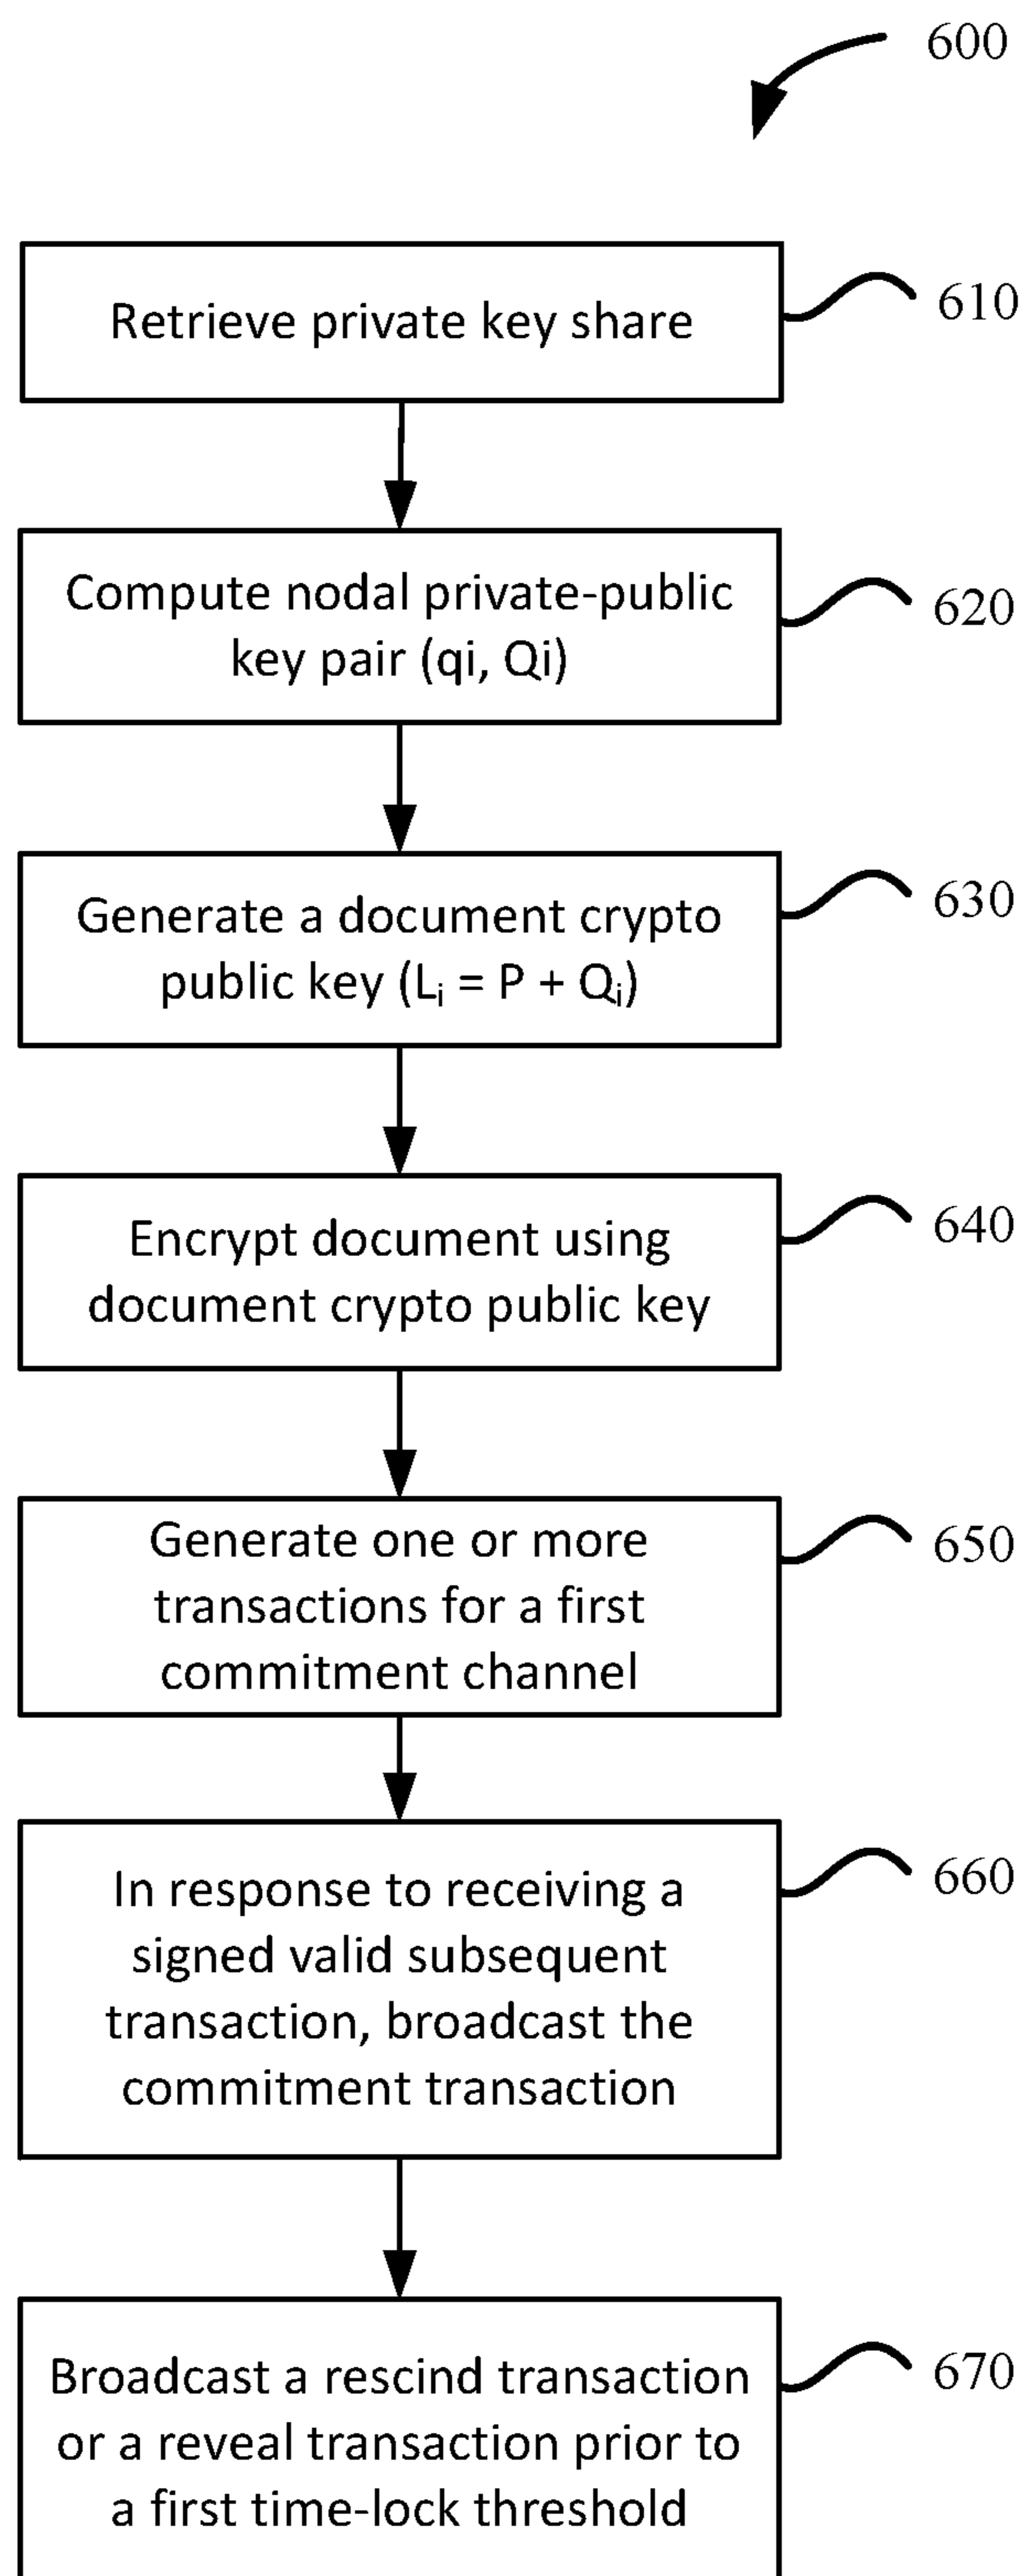 600
Retrieve private key share
610
Compute nodal private-public
key pair (qi, Qi)
620
Generate a document crypto
public key (Lᵢ = P + Qᵢ)
630
Encrypt document using
document crypto public key
640
Generate one or more
transactions for a first
commitment channel
650
In response to receiving a
signed valid subsequent
transaction, broadcast the
commitment transaction
660
Broadcast a rescind transaction
or a reveal transaction prior to
a first time-lock threshold
670